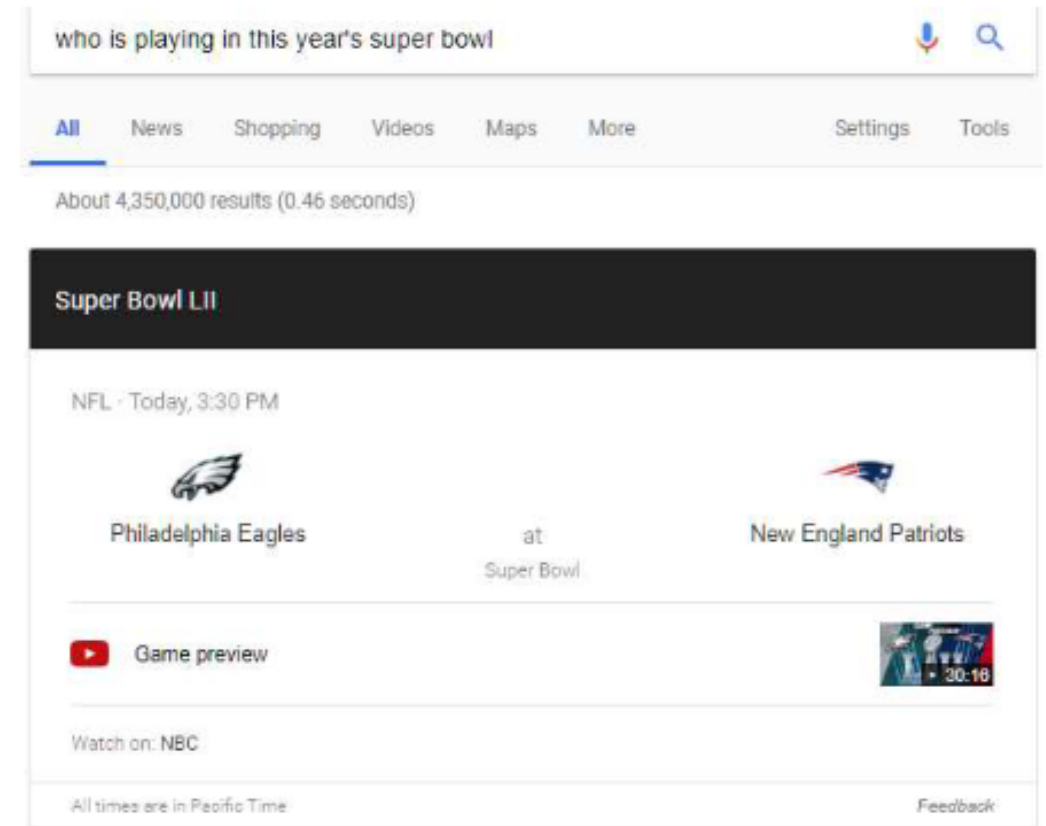 who is playing in this year's super bowl
All News Shopping Videos Maps More Settings Tools
About 4,350,000 results (0.46 seconds)
Super Bowl LII
NFL · Today, 3:30 PM
Philadelphia Eagles at New England Patriots
Super Bowl
Game preview
30:16
Watch on: NBC
All times are in Pacific Time Feedback